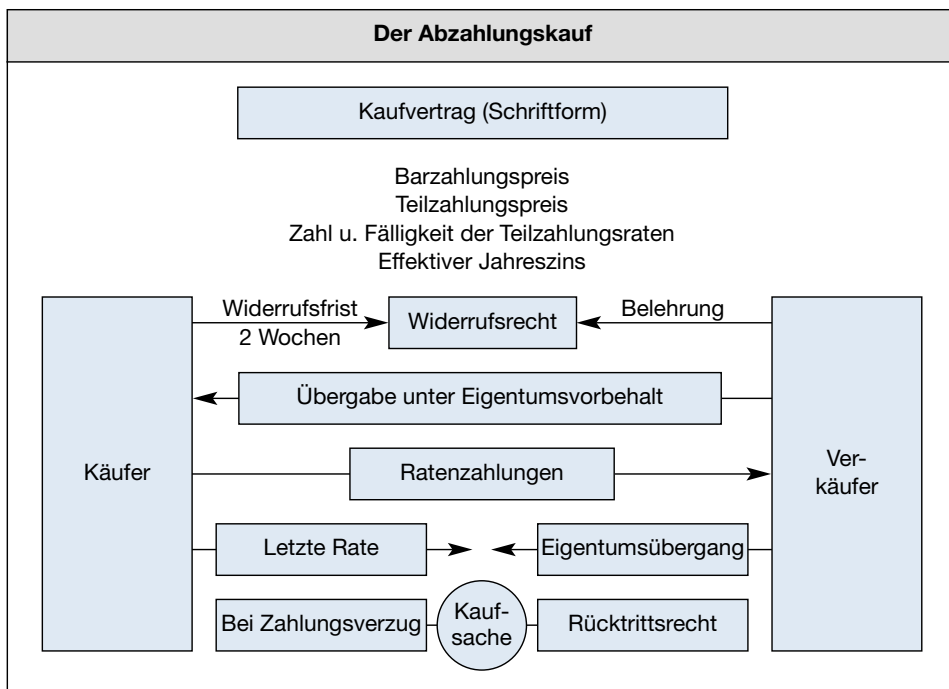 Der Abzahlungskauf
Kaufvertrag (Schriftform)
Barzahlungspreis
Teilzahlungspreis
Zahl u. Fälligkeit der Teilzahlungsraten
Effektiver Jahreszins
Widerrufsfrist
2 Wochen
Widerrufsrecht
Belehrung
Übergabe unter Eigentumsvorbehalt
Käufer
Ratenzahlungen
Ver-
käufer
Letzte Rate
Eigentumsübergang
Bei Zahlungsverzug
Kauf-
sache
Rücktrittsrecht